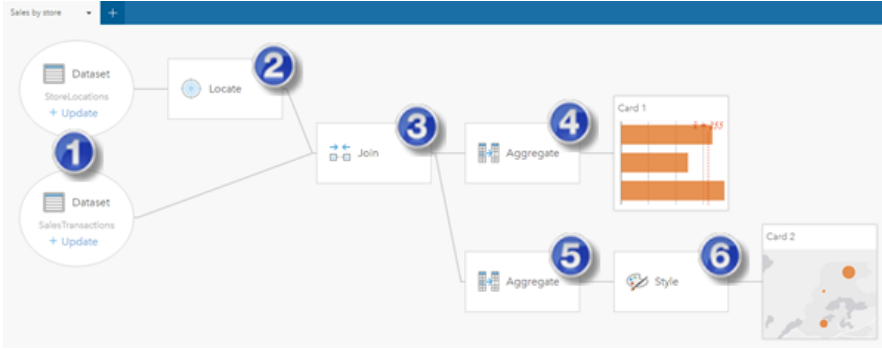 Sales by store
Dataset
StoreLocations
+ Update
1
Dataset
SalesTransactions
+ Update
2
Locate
3
Join
4
Aggregate
Card 1
5
Aggregate
6
Style
Card 2